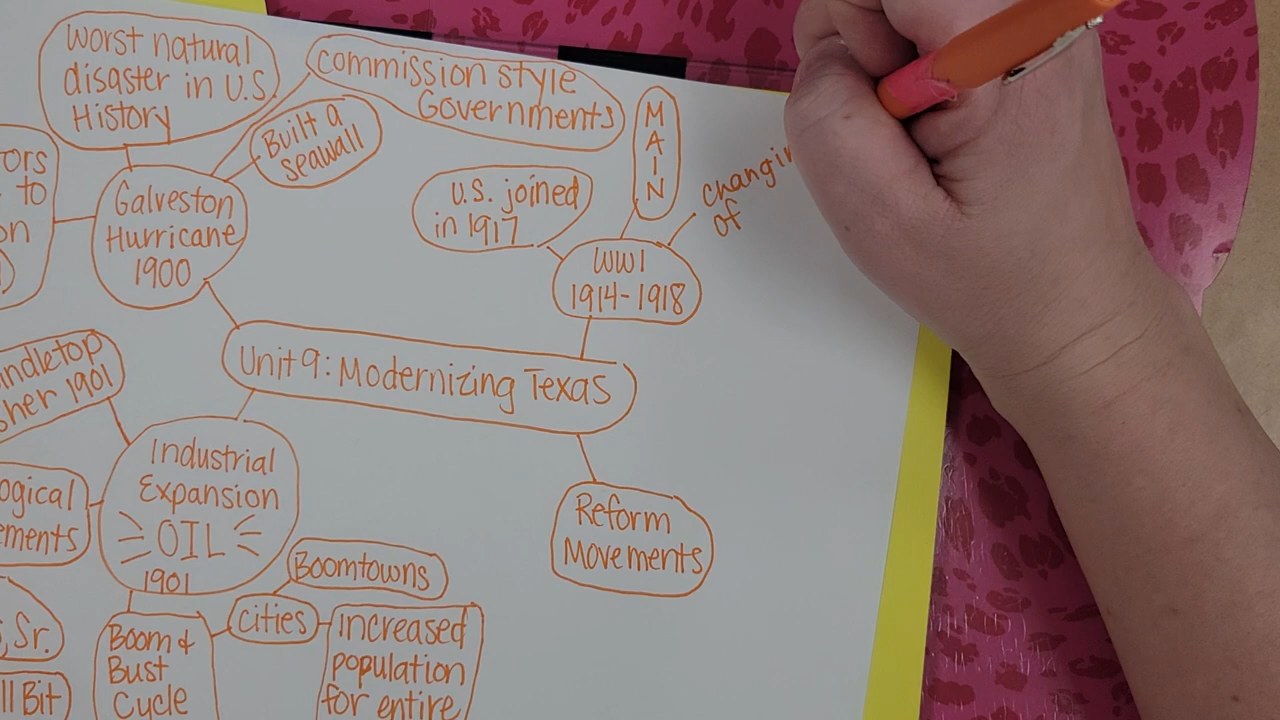 worst natural
disaster in U.S.
History
commission style
Governments
Built a
seawall
MAIN
U.S. joined
in 1917
changin
of
ors
to
on
Galveston
Hurricane
1900
WWI
1914-1918
Unit 9: Modernizing Texas
ndletop
sher 1901
Industrial
Expansion
OIL
1901
ogical
ements
Reform
Movements
Boomtowns
cities
increased
population
for entire
Sr.
ll Bit
Boom &
Bust
Cycle